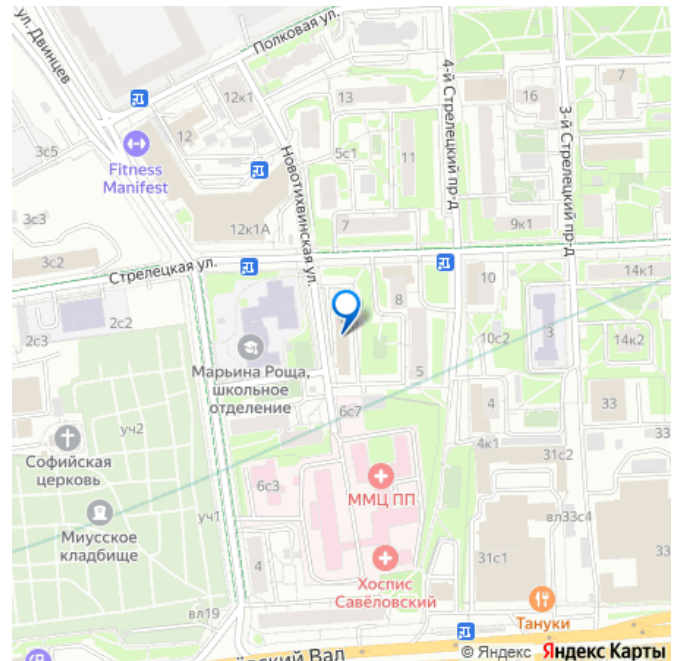 ул. Двинцев
Полковая ул.
12к1
13
7
16
12
Fitness
Manifest
5с1
11
4-й Стрелецкий пр-д
3-й Стрелецкий пр-д
3с5
Новотихвинская ул.
3с3
12к1А
7
9к1
3с2
Стрелецкая ул.
10
14к1
8
2с2
2с3
10с2
3
14к2
Марьина Роща,
школьное
отделение
5
6с7
4
33
уч2
4к1
31с2
33
Софийская
церковь
6с3
ММЦ ПП
уч1
вл33с4
Миусское
кладбище
31с1
33
4
Хоспис
Савёловский
вл19
Тануки
ёвский Вал
© Яндекс Яндекс Карты